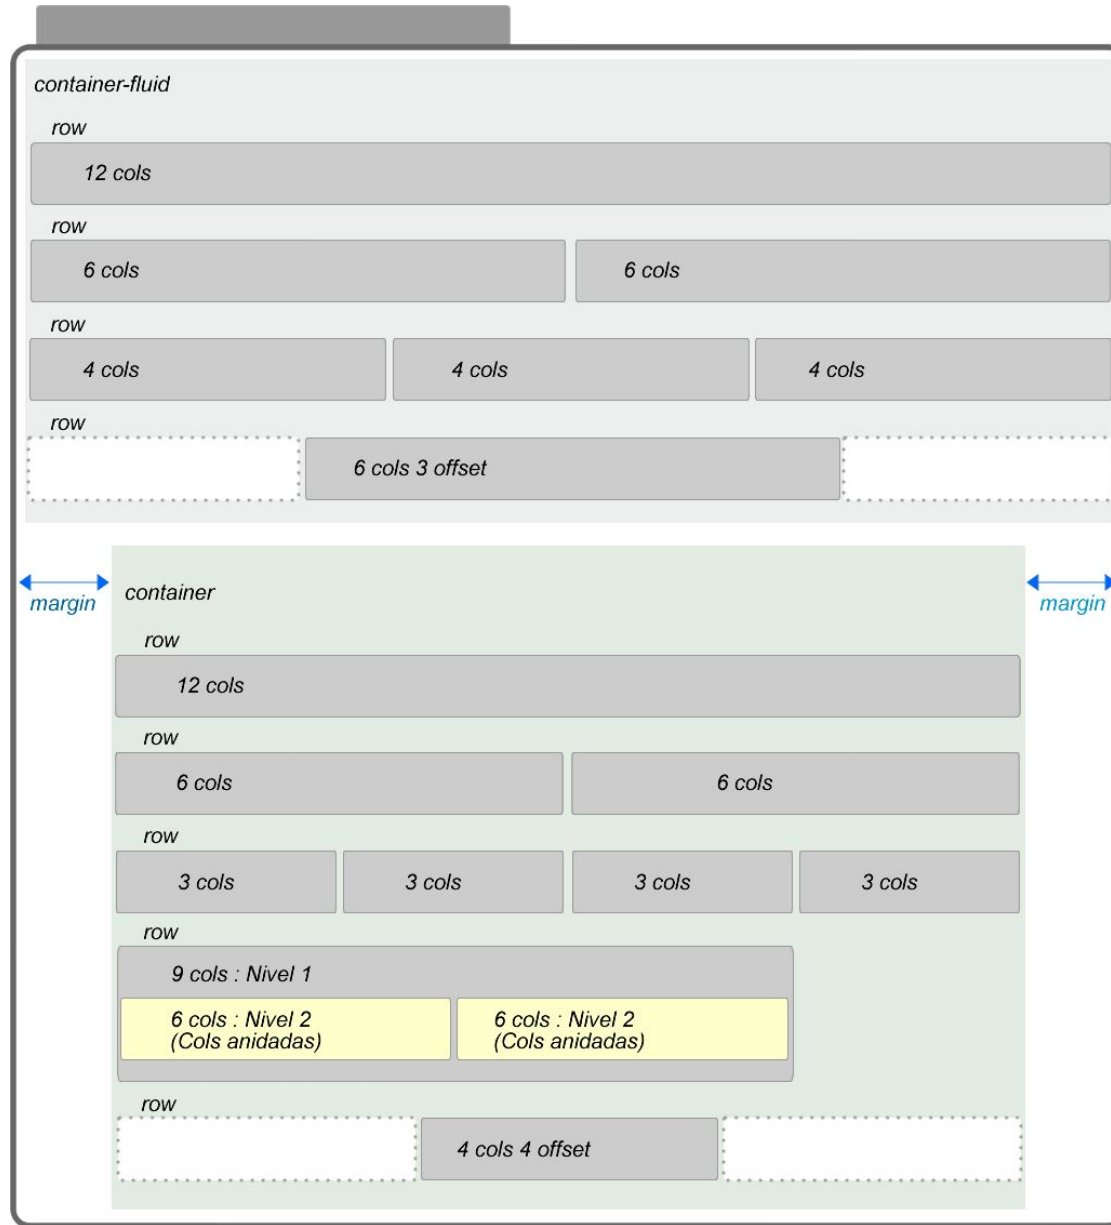 container-fluid
row
12 cols
row
6 cols 6 cols
row
4 cols 4 cols 4 cols
row
6 cols 3 offset
margin
container
margin
row
12 cols
row
6 cols 6 cols
row
3 cols 3 cols 3 cols 3 cols
row
9 cols : Nivel 1
6 cols : Nivel 2
(Cols anidadas)
6 cols : Nivel 2
(Cols anidadas)
row
4 cols 4 offset